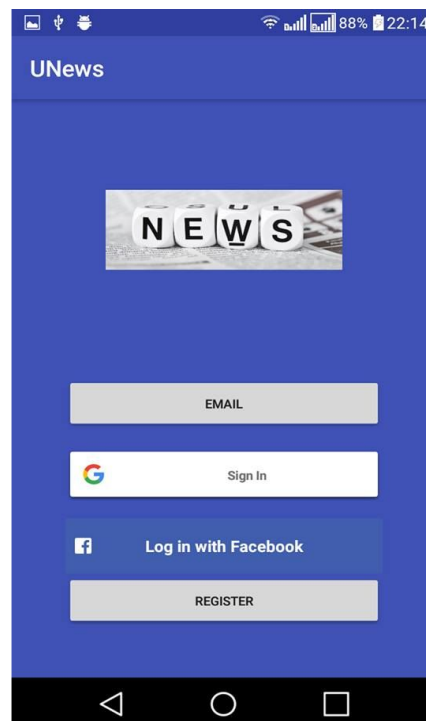 88% 22:14
UNews
NEWS
EMAIL
Sign In
Log in with Facebook
REGISTER